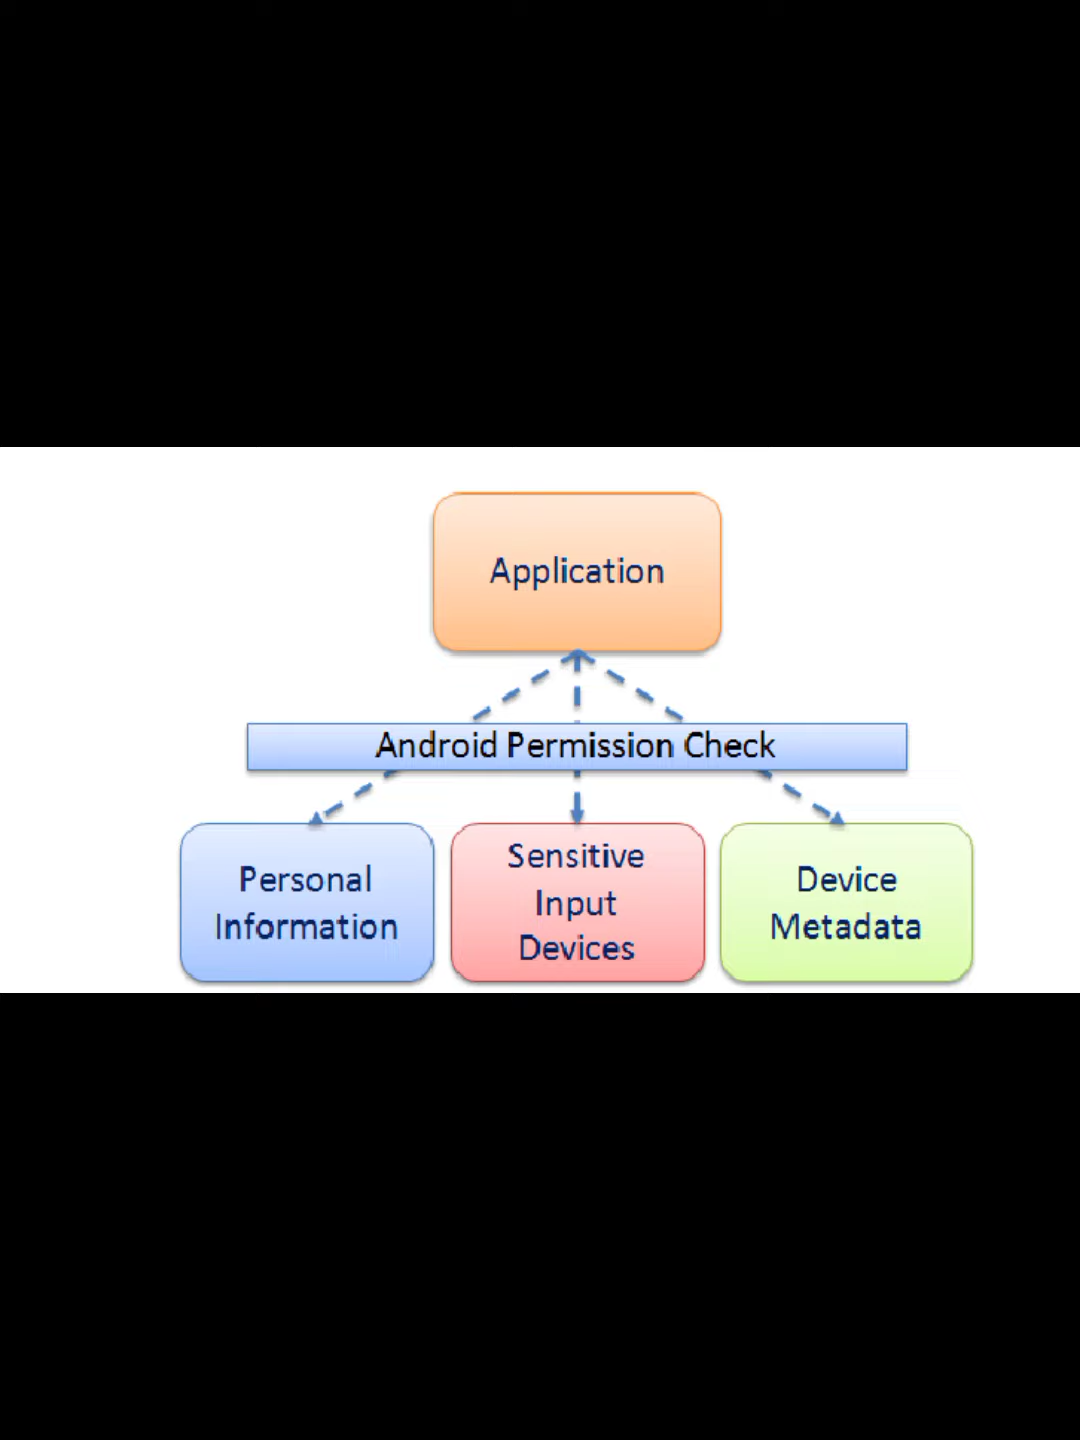 Application
Android Permission Check
Personal
Information
Sensitive
Input
Devices
Device
Metadata